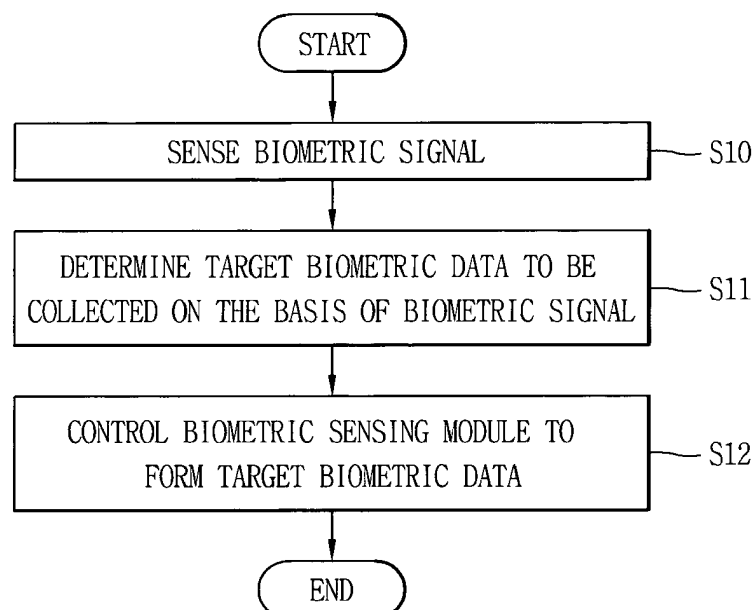 START
SENSE BIOMETRIC SIGNAL
S10
DETERMINE TARGET BIOMETRIC DATA TO BE
COLLECTED ON THE BASIS OF BIOMETRIC SIGNAL
S11
CONTROL BIOMETRIC SENSING MODULE TO
FORM TARGET BIOMETRIC DATA
S12
END